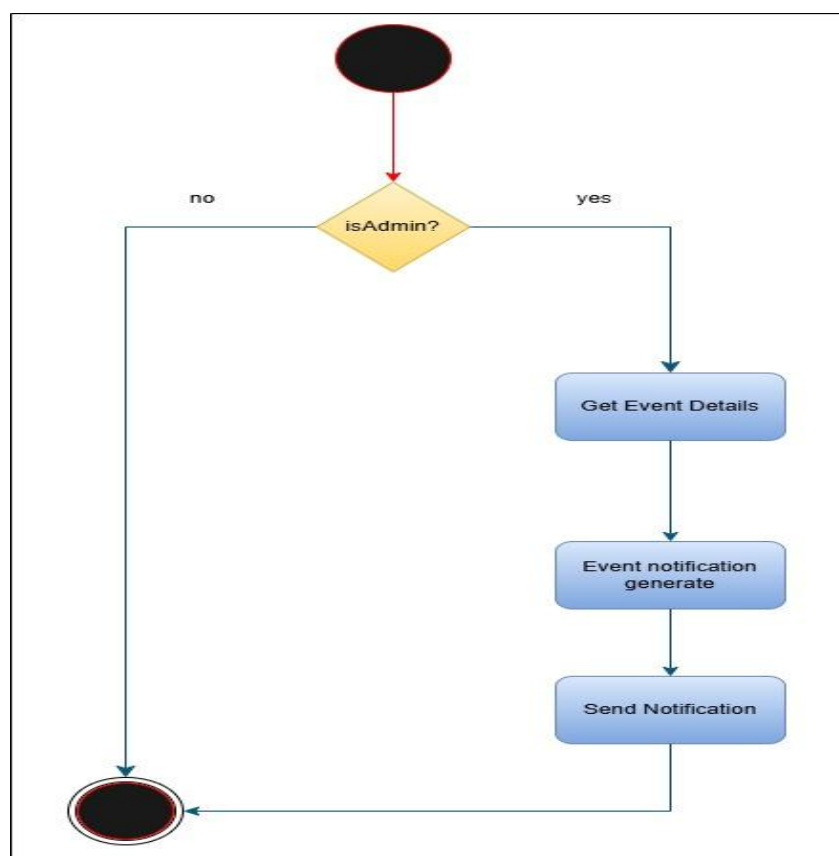 no
yes
isAdmin?
Get Event Details
Event notification
generate
Send Notification